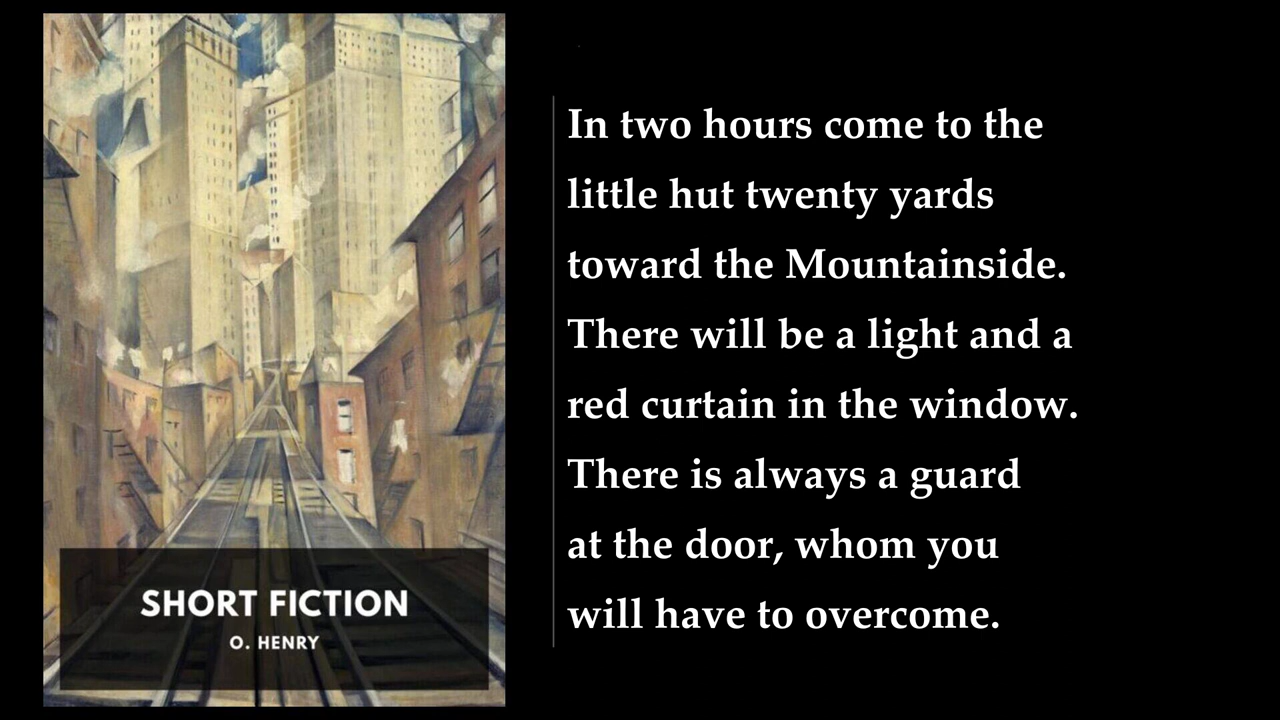 SHORT FICTION
O. HENRY
In two hours come to the
little hut twenty yards
toward the Mountainside.
There will be a light and a
red curtain in the window.
There is always a guard
at the door, whom you
will have to overcome.